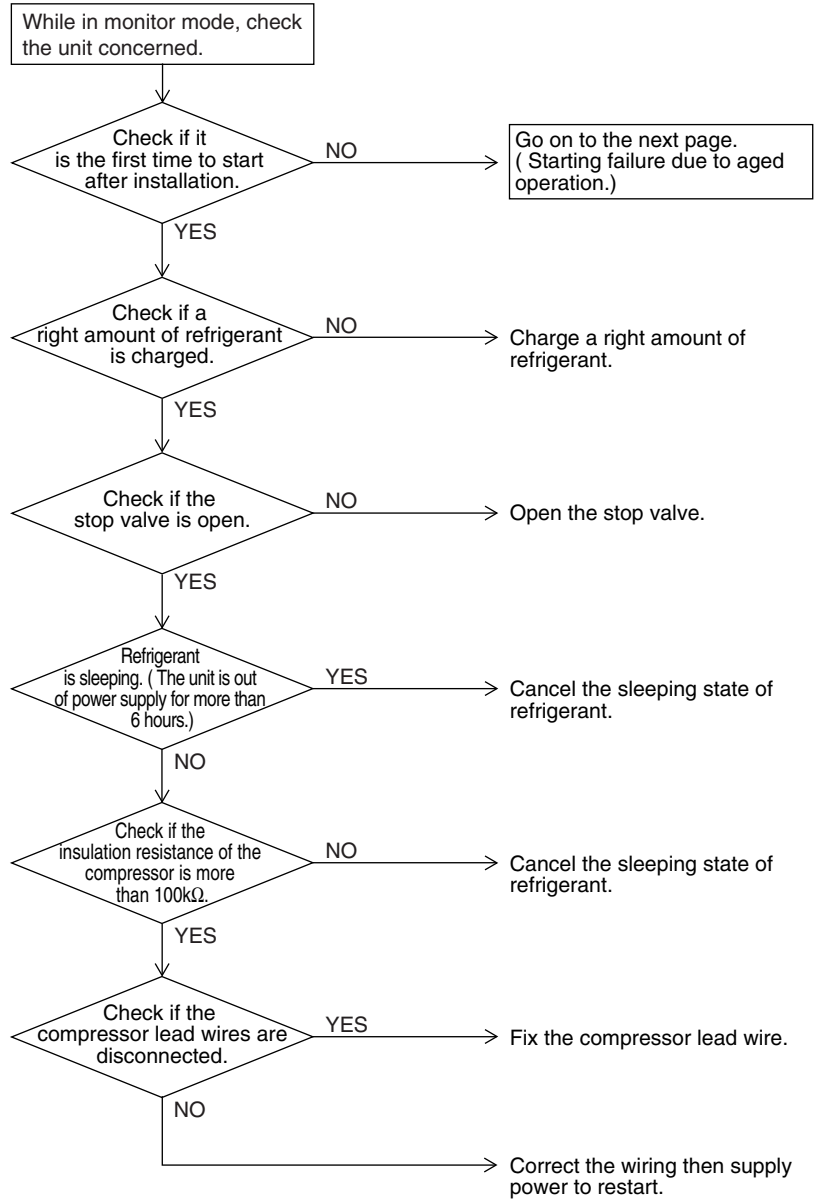 While in monitor mode, check
the unit concerned.
Check if it
is the first time to start
after installation.
NO
Go on to the next page.
( Starting failure due to aged
operation.)
YES
Check if a
right amount of refrigerant
is charged.
NO
Charge a right amount of
refrigerant.
YES
Check if the
stop valve is open.
NO
Open the stop valve.
YES
Refrigerant
is sleeping. ( The unit is out
of power supply for more than
6 hours.)
YES
Cancel the sleeping state of
refrigerant.
NO
Check if the
insulation resistance of the
compressor is more
than 100kΩ.
NO
Cancel the sleeping state of
refrigerant.
YES
Check if the
compressor lead wires are
disconnected.
YES
Fix the compressor lead wire.
NO
Correct the wiring then supply
power to restart.